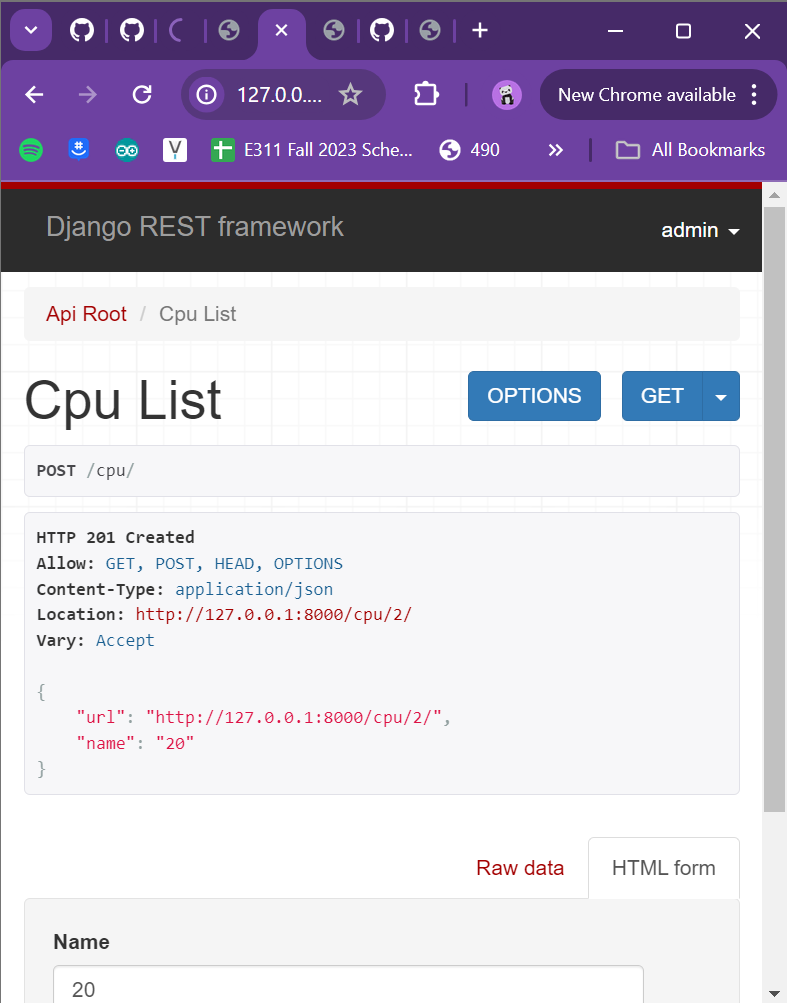 127.0.0....
New Chrome available
E311 Fall 2023 Sche...
490
All Bookmarks
Django REST framework
admin
Api Root / Cpu List
Cpu List
OPTIONS
GET
POST /cpu/
HTTP 201 Created
Allow: GET, POST, HEAD, OPTIONS
Content-Type: application/json
Location: http://127.0.0.1:8000/cpu/2/
Vary: Accept
{
"url": "http://127.0.0.1:8000/cpu/2/",
"name": "20"
}
Raw data
HTML form
Name
20